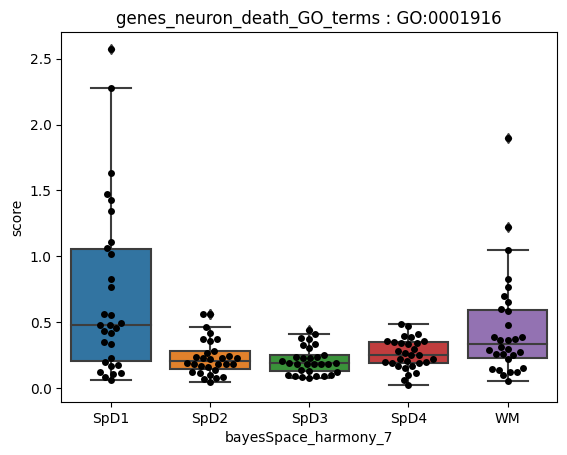 genes_neuron_death_GO_terms : GO:0001916
score
2.5
2.0
1.5
1.0
0.5
0.0
SpD1 SpD2 SpD3 SpD4 WM
bayesSpace_harmony_7